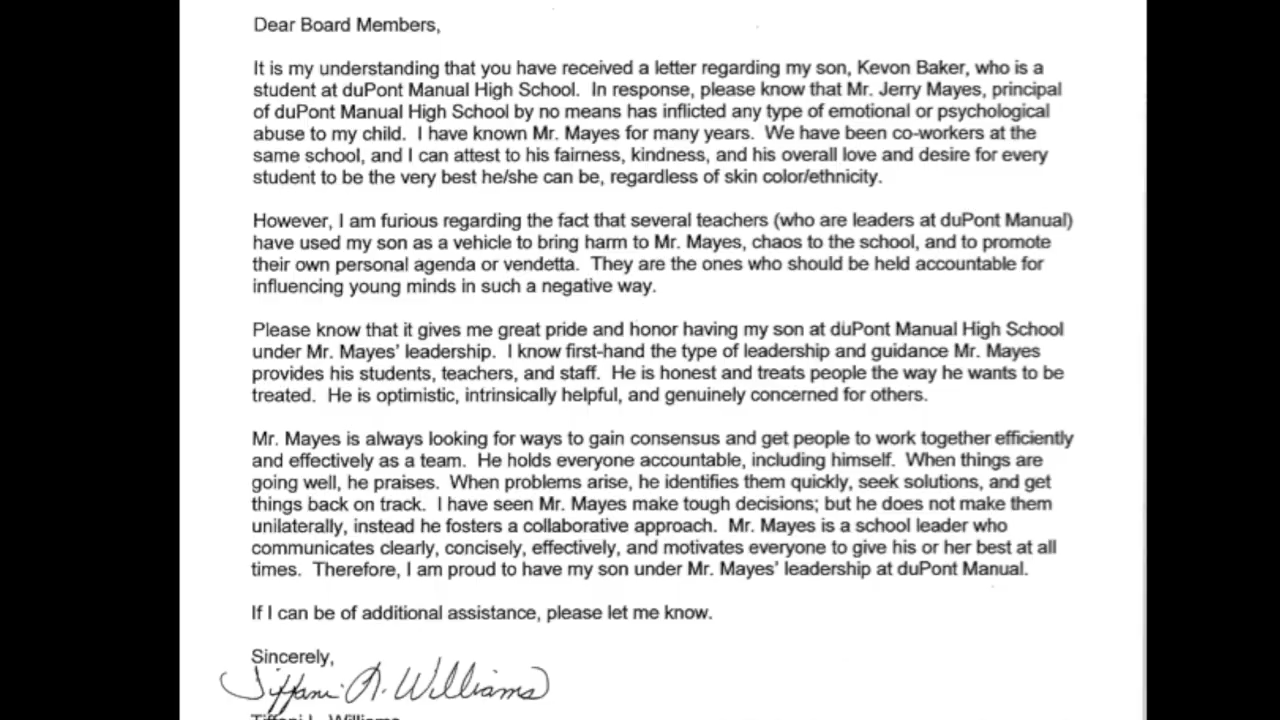 Dear Board Members,
It is my understanding that you have received a letter regarding my son, Kevon Baker, who is a
student at duPont Manual High School. In response, please know that Mr. Jerry Mayes, principal
of duPont Manual High School by no means has inflicted any type of emotional or psychological
abuse to my child. I have known Mr. Mayes for many years. We have been co-workers at the
same school, and I can attest to his fairness, kindness, and his overall love and desire for every
student to be the very best he/she can be, regardless of skin color/ethnicity.
However, I am furious regarding the fact that several teachers (who are leaders at duPont Manual)
have used my son as a vehicle to bring harm to Mr. Mayes, chaos to the school, and to promote
their own personal agenda or vendetta. They are the ones who should be held accountable for
influencing young minds in such a negative way.
Please know that it gives me great pride and honor having my son at duPont Manual High School
under Mr. Mayes' leadership. I know first-hand the type of leadership and guidance Mr. Mayes
provides his students, teachers, and staff. He is honest and treats people the way he wants to be
treated. He is optimistic, intrinsically helpful, and genuinely concerned for others.
Mr. Mayes is always looking for ways to gain consensus and get people to work together efficiently
and effectively as a team. He holds everyone accountable, including himself. When things are
going well, he praises. When problems arise, he identifies them quickly, seek solutions, and get
things back on track. I have seen Mr. Mayes make tough decisions; but he does not make them
unilaterally, instead he fosters a collaborative approach. Mr. Mayes is a school leader who
communicates clearly, concisely, effectively, and motivates everyone to give his or her best at all
times. Therefore, I am proud to have my son under Mr. Mayes' leadership at duPont Manual.
If I can be of additional assistance, please let me know.
Sincerely,
Tiffani L. Williams
Tiffani L. Williams